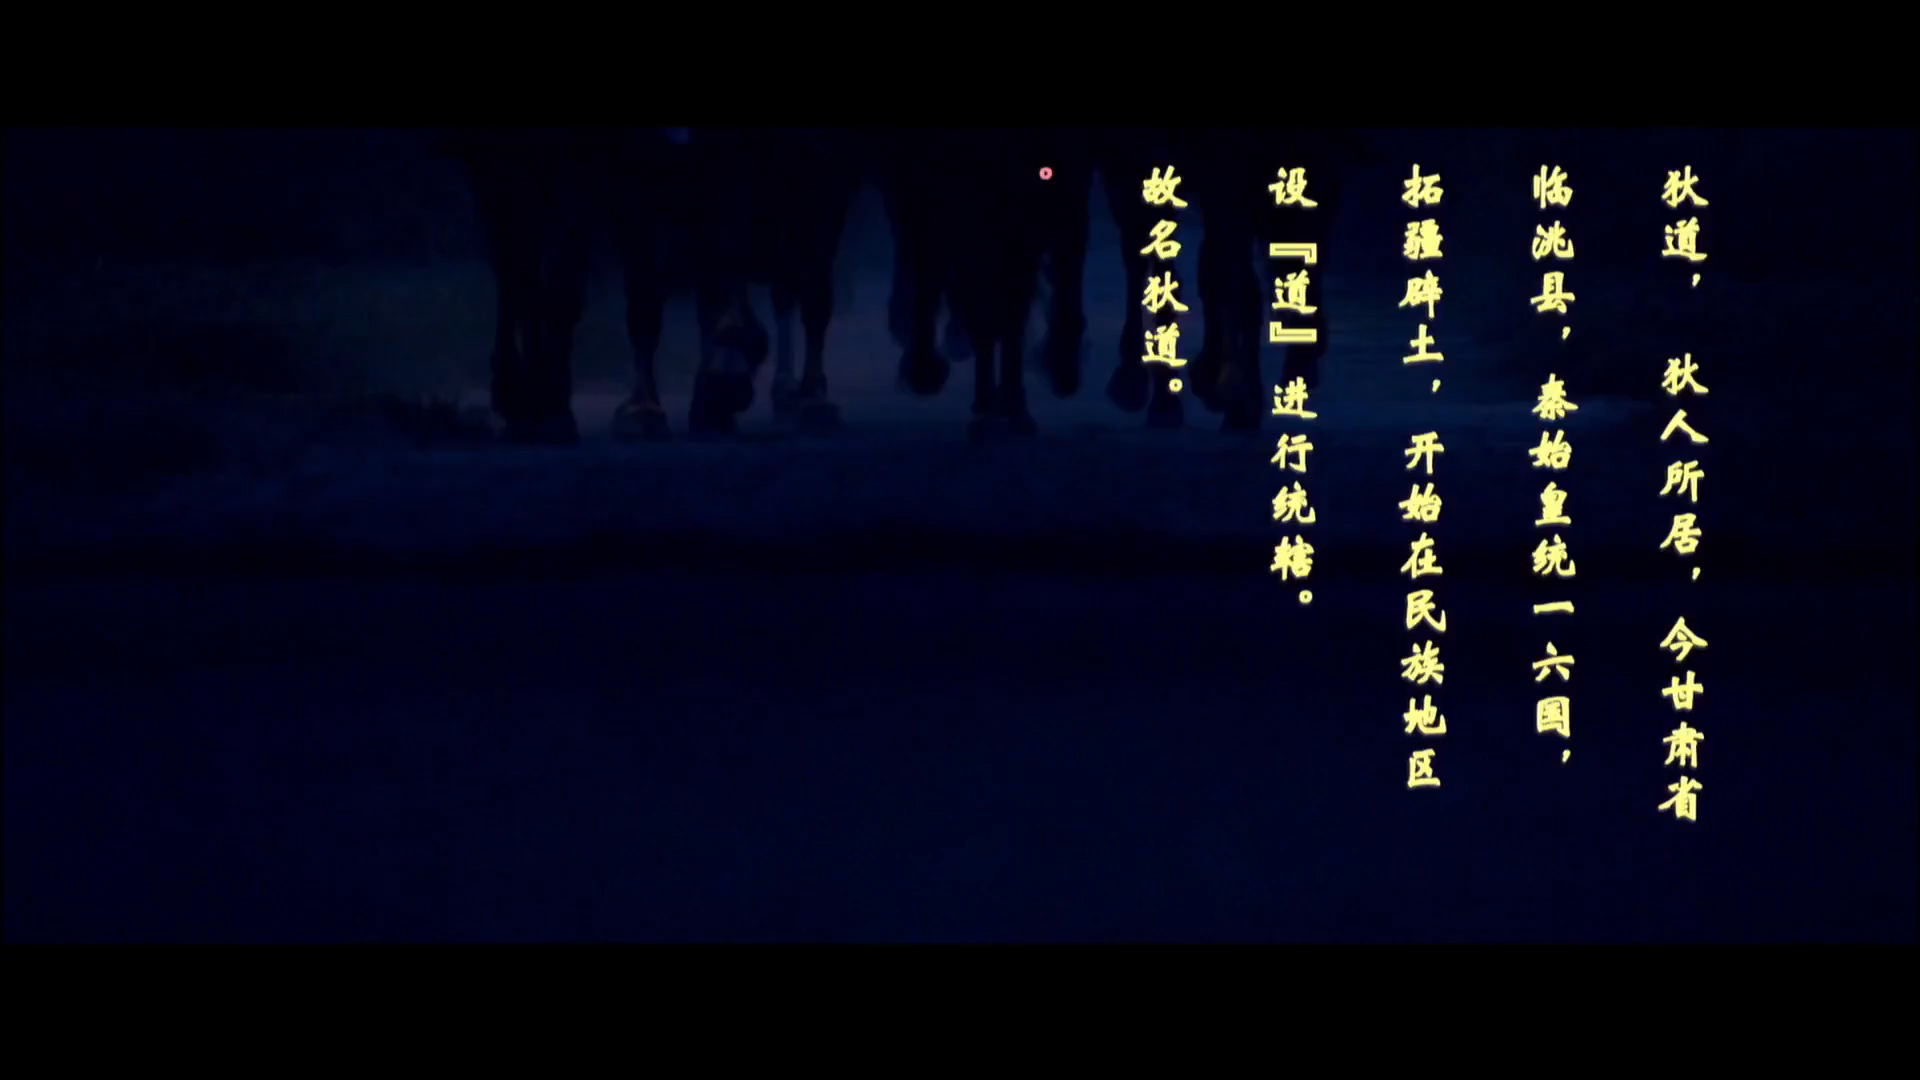 狄道，狄人所居，今甘肃省
临洮县，秦始皇统一六国，
拓疆辟土，开始在民族地区
设『道』进行统辖。
故名狄道。